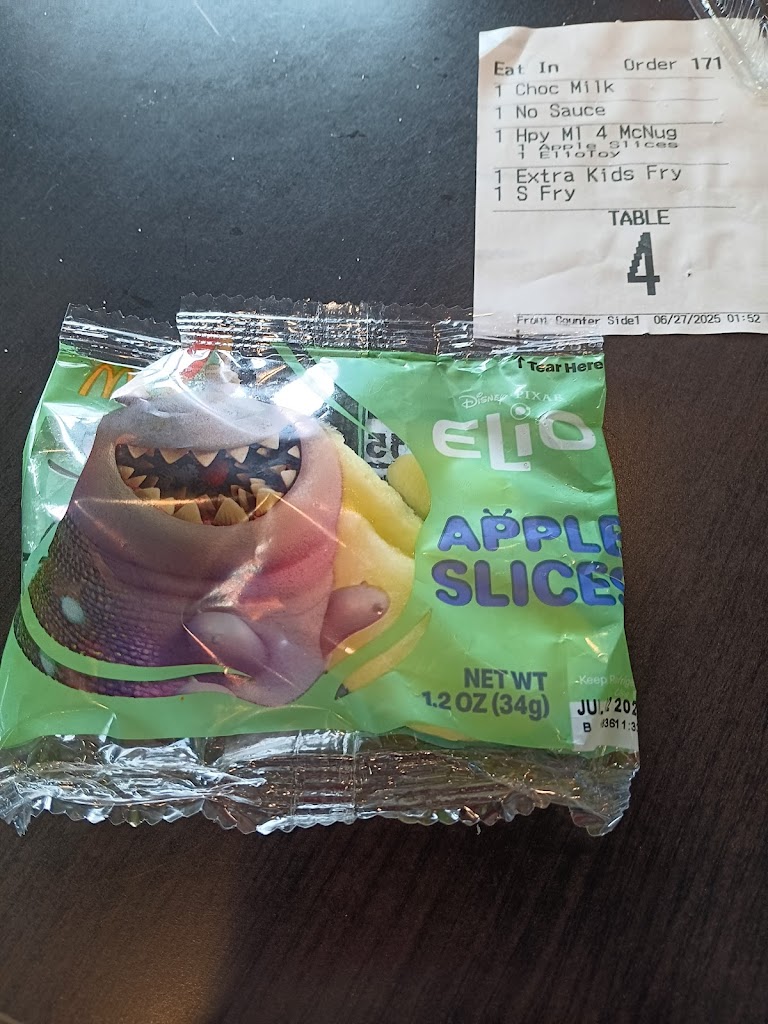 Eat In Order 171
1 Choc Milk
1 No Sauce
1 Hpy Ml 4 McNug
1 Apple Slices
1 ElioToy
1 Extra Kids Fry
1 S Fry
TABLE
4
Front Counter Side1 06/27/2025 01:52
↑ Tear Here
M
Disney PIXAR
ELIO
APPLE
SLICES
NET WT
1.2 OZ (34g)
Keep